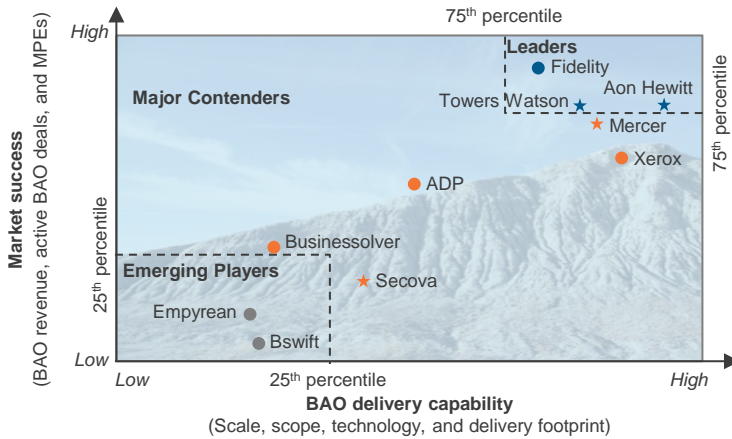 75th percentile
High
Leaders
Fidelity
Aon Hewitt
Major Contenders
Towers Watson
Mercer
75th percentile
Xerox
ADP
Market success
(BAO revenue, active BAO deals, and MPEs)
25th percentile
Businessolver
Emerging Players
Secova
Empyrean
Bswift
Low
Low
25th percentile
High
BAO delivery capability
(Scale, scope, technology, and delivery footprint)